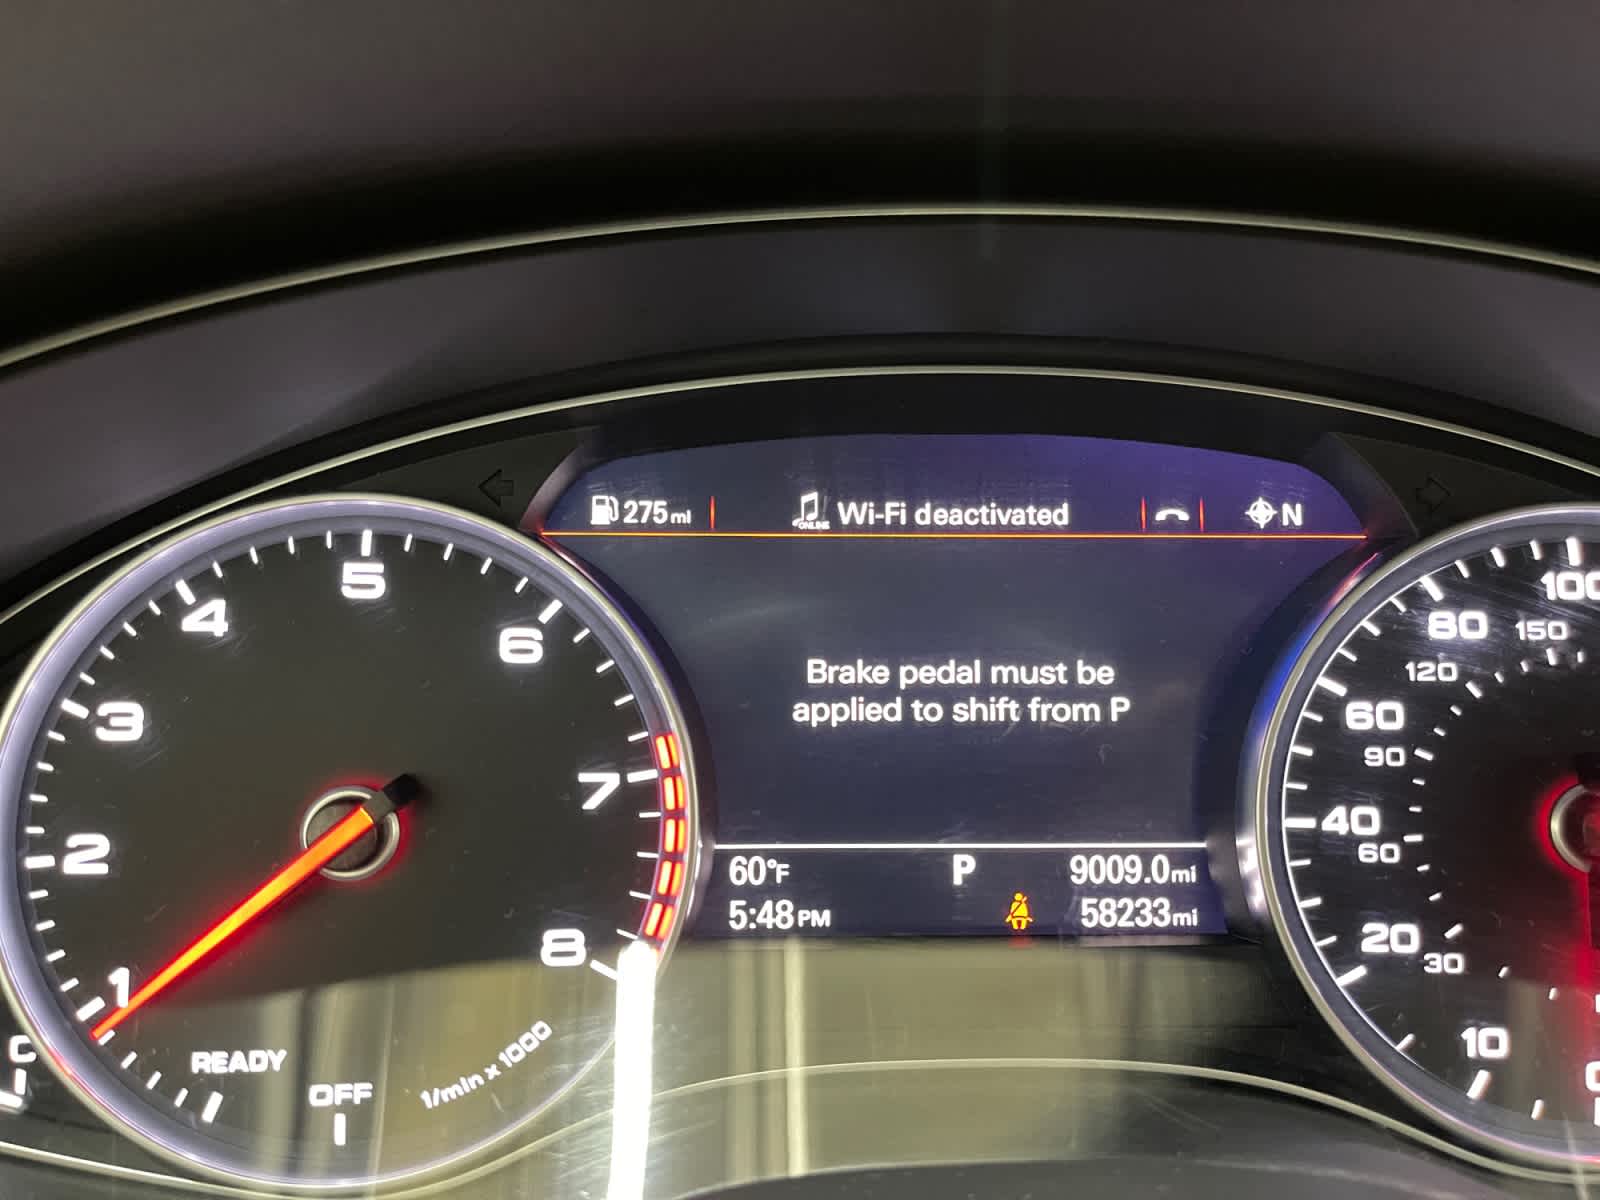 275mi
ONLINE
Wi-Fi deactivated
N
Brake pedal must be
applied to shift from P
60°F
P
9009.0mi
5:48PM
58233mi
1
2
3
4
5
6
7
8
READY
OFF
1/min x 1000
C
10
20
30
40
60
60
90
80
120
100
150